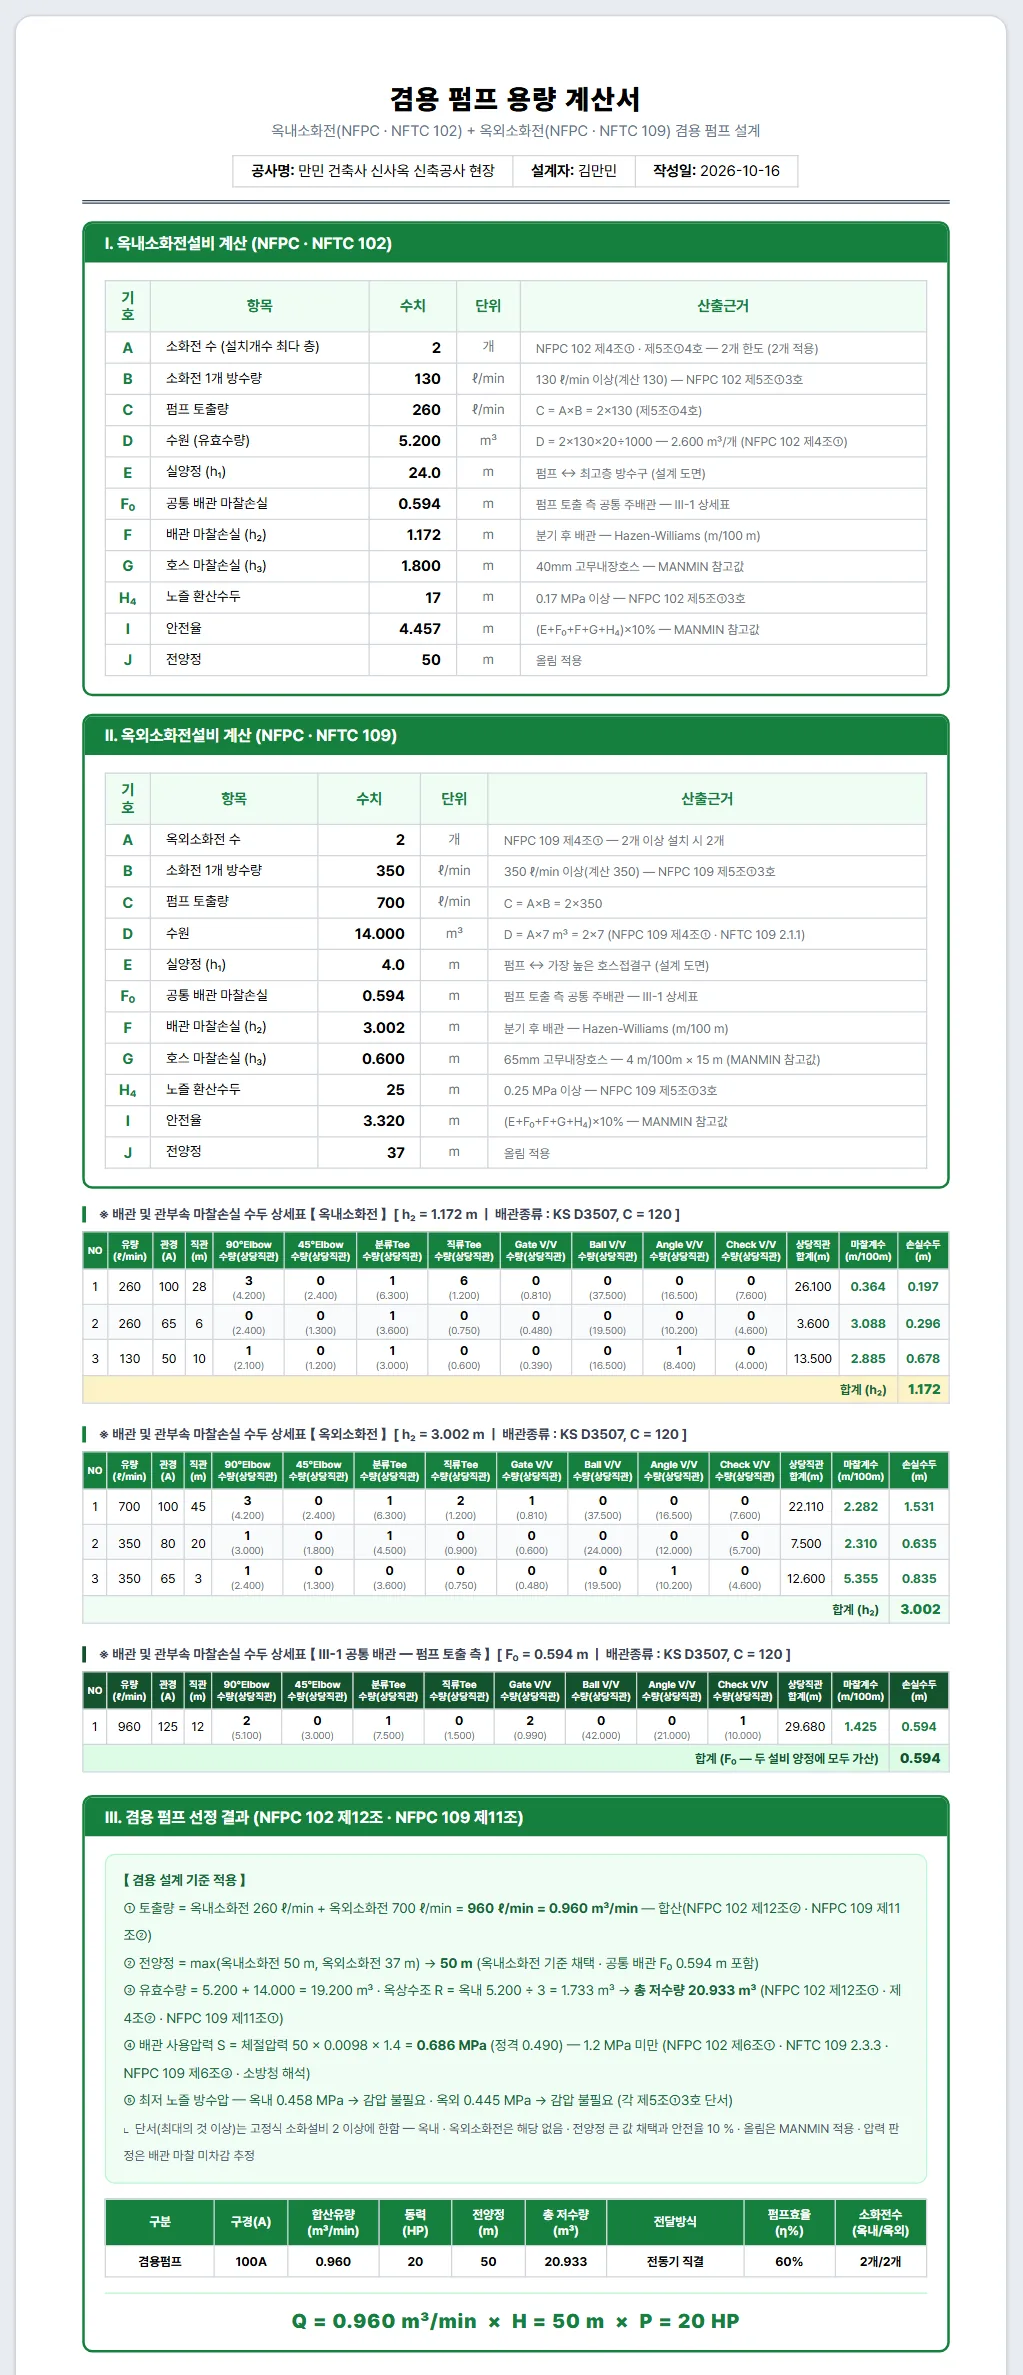 겸용 펌프 용량 계산서
옥내소화전(NFPC · NFTC 102) + 옥외소화전(NFPC · NFTC 109) 겸용 펌프 설계
공사명: 만민 건축사 신사옥 신축공사 현장 설계자: 김만민 작성일: 2026-10-16
I. 옥내소화전설비 계산 (NFPC · NFTC 102)
기호 항목 수치 단위 산출근거
A 소화전 수 (설치개수 최다 층) 2 개 NFPC 102 제4조① · 제5조①4호 — 2개 한도 (2개 적용)
B 소화전 1개 방수량 130 ℓ/min 130 ℓ/min 이상(계산 130) — NFPC 102 제5조①3호
C 펌프 토출량 260 ℓ/min C = A×B = 2×130 (제5조①4호)
D 수원 (유효수량) 5.200 m³ D = 2×130×20÷1000 — 2.600 m³/개 (NFPC 102 제4조①)
E 실양정 (h₁) 24.0 m 펌프 ↔ 최고층 방수구 (설계 도면)
F₀ 공통 배관 마찰손실 0.594 m 펌프 토출 측 공통 주배관 — III-1 상세표
F 배관 마찰손실 (h₂) 1.172 m 분기 후 배관 — Hazen-Williams (m/100 m)
G 호스 마찰손실 (h₃) 1.800 m 40mm 고무내장호스 — MANMIN 참고값
H₄ 노즐 환산수두 17 m 0.17 MPa 이상 — NFPC 102 제5조①3호
I 안전율 4.457 m (E+F₀+F+G+H₄)×10% — MANMIN 참고값
J 전양정 50 m 올림 적용
II. 옥외소화전설비 계산 (NFPC · NFTC 109)
기호 항목 수치 단위 산출근거
A 옥외소화전 수 2 개 NFPC 109 제4조① — 2개 이상 설치 시 2개
B 소화전 1개 방수량 350 ℓ/min 350 ℓ/min 이상(계산 350) — NFPC 109 제5조①3호
C 펌프 토출량 700 ℓ/min C = A×B = 2×350
D 수원 14.000 m³ D = A×7 m³ = 2×7 (NFPC 109 제4조① · NFTC 109 2.1.1)
E 실양정 (h₁) 4.0 m 펌프 ↔ 가장 높은 호스접결구 (설계 도면)
F₀ 공통 배관 마찰손실 0.594 m 펌프 토출 측 공통 주배관 — III-1 상세표
F 배관 마찰손실 (h₂) 3.002 m 분기 후 배관 — Hazen-Williams (m/100 m)
G 호스 마찰손실 (h₃) 0.600 m 65mm 고무내장호스 — 4 m/100m × 15 m (MANMIN 참고값)
H₄ 노즐 환산수두 25 m 0.25 MPa 이상 — NFPC 109 제5조①3호
I 안전율 3.320 m (E+F₀+F+G+H₄)×10% — MANMIN 참고값
J 전양정 37 m 올림 적용
※ 배관 및 관부속 마찰손실 수두 상세표 【 옥내소화전 】 [ h₂ = 1.172 m | 배관종류 : KS D3507, C = 120 ]
NO 유량 관경 직관 90°Elbow 45°Elbow 분류Tee 직류Tee Gate V/V Ball V/V Angle V/V Check V/V 상당직관 마찰계수 손실수두
(ℓ/min) (A) (m) 수량(상당직관) 수량(상당직관) 수량(상당직관) 수량(상당직관) 수량(상당직관) 수량(상당직관) 수량(상당직관) 수량(상당직관) 합계(m) (m/100m) (m)
1 260 100 28 3 0 1 6 0 0 0 0 26.100 0.364 0.197
(4.200) (2.400) (6.300) (1.200) (0.810) (37.500) (16.500) (7.600)
2 260 65 6 0 0 1 0 0 0 0 0 3.600 3.088 0.296
(2.400) (1.300) (3.600) (0.750) (0.480) (19.500) (10.200) (4.600)
3 130 50 10 1 0 1 0 0 0 1 0 13.500 2.885 0.678
(2.100) (1.200) (3.000) (0.600) (0.390) (16.500) (8.400) (4.000)
합계 (h₂) 1.172
※ 배관 및 관부속 마찰손실 수두 상세표 【 옥외소화전 】 [ h₂ = 3.002 m | 배관종류 : KS D3507, C = 120 ]
NO 유량 관경 직관 90°Elbow 45°Elbow 분류Tee 직류Tee Gate V/V Ball V/V Angle V/V Check V/V 상당직관 마찰계수 손실수두
(ℓ/min) (A) (m) 수량(상당직관) 수량(상당직관) 수량(상당직관) 수량(상당직관) 수량(상당직관) 수량(상당직관) 수량(상당직관) 수량(상당직관) 합계(m) (m/100m) (m)
1 700 100 45 3 0 1 2 1 0 0 0 22.110 2.282 1.531
(4.200) (2.400) (6.300) (1.200) (0.810) (37.500) (16.500) (7.600)
2 350 80 20 1 0 1 0 0 0 0 0 7.500 2.310 0.635
(3.000) (1.800) (4.500) (0.900) (0.600) (24.000) (12.000) (5.700)
3 350 65 3 1 0 0 0 0 0 1 0 12.600 5.355 0.835
(2.400) (1.300) (3.600) (0.750) (0.480) (19.500) (10.200) (4.600)
합계 (h₂) 3.002
※ 배관 및 관부속 마찰손실 수두 상세표 【 III-1 공통 배관 — 펌프 토출 측 】 [ F₀ = 0.594 m | 배관종류 : KS D3507, C = 120 ]
NO 유량 관경 직관 90°Elbow 45°Elbow 분류Tee 직류Tee Gate V/V Ball V/V Angle V/V Check V/V 상당직관 마찰계수 손실수두
(ℓ/min) (A) (m) 수량(상당직관) 수량(상당직관) 수량(상당직관) 수량(상당직관) 수량(상당직관) 수량(상당직관) 수량(상당직관) 수량(상당직관) 합계(m) (m/100m) (m)
1 960 125 12 2 0 1 0 2 0 0 1 29.680 1.425 0.594
(5.100) (3.000) (7.500) (1.500) (0.990) (42.000) (21.000) (10.000)
합계 (F₀ — 두 설비 양정에 모두 가산) 0.594
III. 겸용 펌프 선정 결과 (NFPC 102 제12조 · NFPC 109 제11조)
【 겸용 설계 기준 적용 】
① 토출량 = 옥내소화전 260 ℓ/min + 옥외소화전 700 ℓ/min = 960 ℓ/min = 0.960 m³/min — 합산(NFPC 102 제12조② · NFPC 109 제11
조②)
② 전양정 = max(옥내소화전 50 m, 옥외소화전 37 m) → 50 m (옥내소화전 기준 채택 · 공통 배관 F₀ 0.594 m 포함)
③ 유효수량 = 5.200 + 14.000 = 19.200 m³ · 옥상수조 R = 옥내 5.200 ÷ 3 = 1.733 m³ → 총 저수량 20.933 m³ (NFPC 102 제12조① · 제
4조② · NFPC 109 제11조①)
④ 배관 사용압력 S = 체절압력 50 × 0.0098 × 1.4 = 0.686 MPa (정격 0.490) — 1.2 MPa 미만 (NFPC 102 제6조① · NFTC 109 2.3.3 ·
NFPC 109 제6조③ · 소방청 해석)
⑤ 최저 노즐 방수압 — 옥내 0.458 MPa → 감압 불필요 · 옥외 0.445 MPa → 감압 불필요 (각 제5조①3호 단서)
∟ 단서(최대의 것 이상)는 고정식 소화설비 2 이상에 한함 — 옥내 · 옥외소화전은 해당 없음 · 전양정 큰 값 채택과 안전율 10 % · 올림은 MANMIN 적용 · 압력 판
정은 배관 마찰 미차감 추정
구분 구경(A) 합산유량 동력 전양정 총 저수량 전달방식 펌프효율 소화전수
(m³/min) (HP) (m) (m³) (η%) (옥내/옥외)
겸용펌프 100A 0.960 20 50 20.933 전동기 직결 60% 2개/2개
Q = 0.960 m³/min × H = 50 m × P = 20 HP